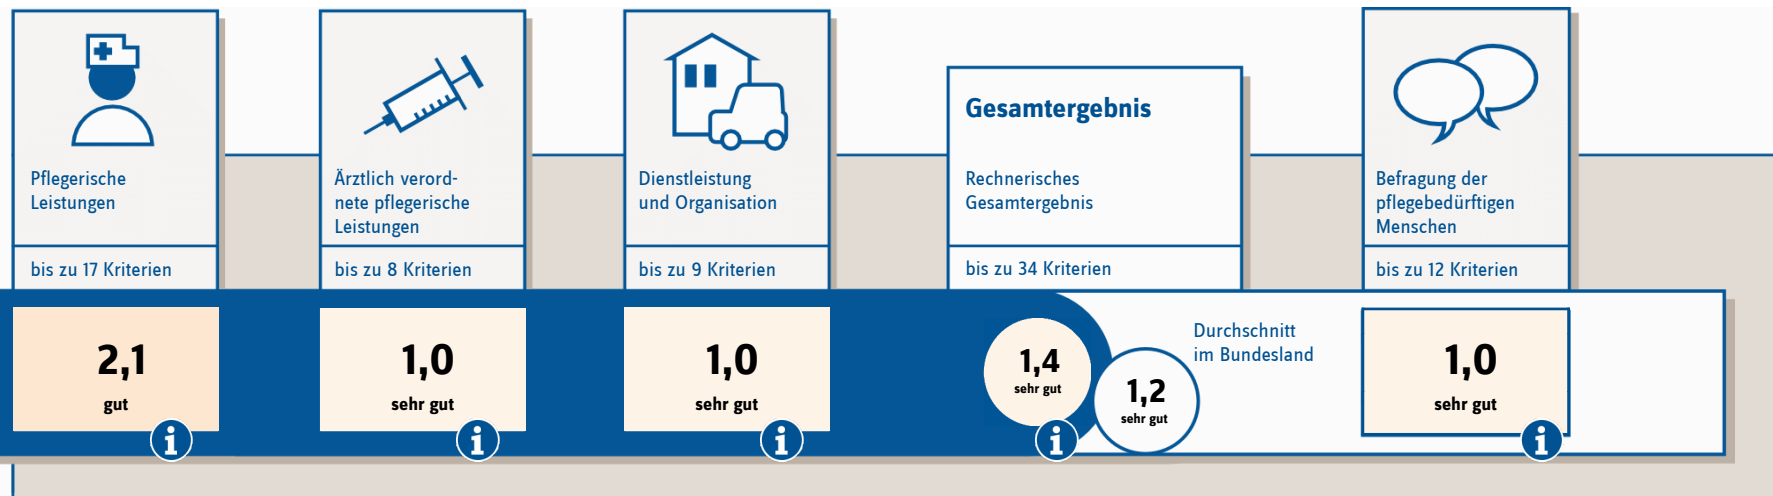 Pflegerische
Leistungen
bis zu 17 Kriterien
2,1
gut
i
Ärztlich verord-
nete pflegerische
Leistungen
bis zu 8 Kriterien
1,0
sehr gut
i
Dienstleistung
und Organisation
bis zu 9 Kriterien
1,0
sehr gut
i
Gesamtergebnis
Rechnerisches
Gesamtergebnis
bis zu 34 Kriterien
1,4
sehr gut
i
1,2
sehr gut
Durchschnitt
im Bundesland
Befragung der
pflegebedürftigen
Menschen
bis zu 12 Kriterien
1,0
sehr gut
i